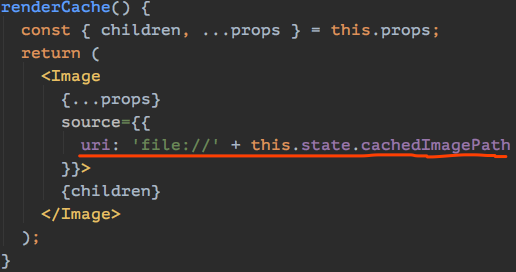 renderCache() {
  const { children, ...props } = this.props;
  return (
    <Image
      {...props}
      source={{
        uri: 'file://' + this.state.cachedImagePath
      }}>
      {children}
    </Image>
  );
}